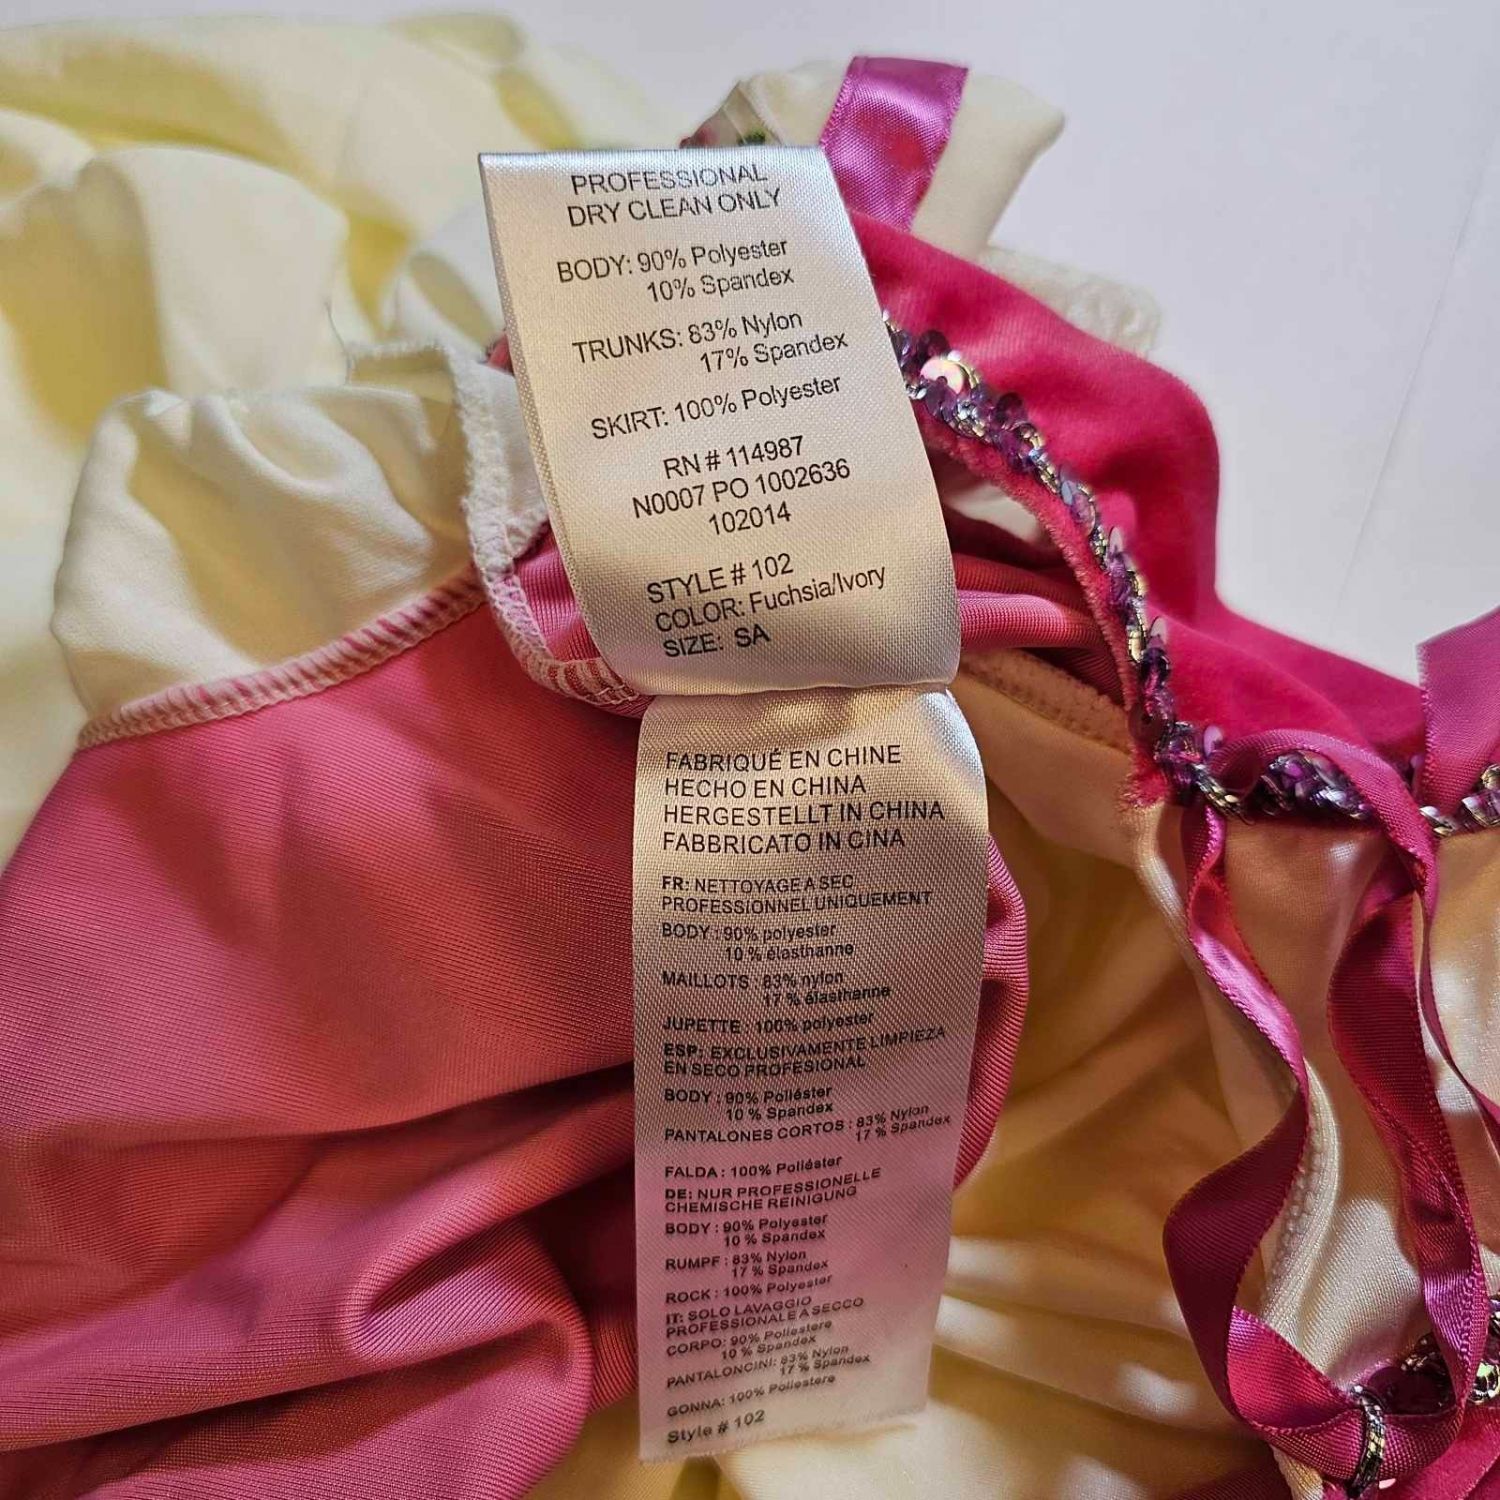 PROFESSIONAL
DRY CLEAN ONLY
BODY: 90% Polyester
10% Spandex
TRUNKS: 83% Nylon
17% Spandex
SKIRT: 100% Polyester
RN # 114987
N0007 PO 1002636
102014
STYLE # 102
COLOR: Fuchsia/Ivory
SIZE: SA
FABRIQUÉ EN CHINE
HECHO EN CHINA
HERGESTELLT IN CHINA
FABBRICATO IN CINA
FR: NETTOYAGE A SEC
PROFESSIONNEL UNIQUEMENT
BODY : 90% polyester
10 % élasthanne
MAILLOTS : 83% nylon
17 % élasthanne
JUPETTE : 100% polyester
ESP: EXCLUSIVAMENTE LIMPIEZA
EN SECO PROFESIONAL
BODY : 90% Poliéster
10 % Spandex
PANTALONES CORTOS : 83% Nylon
17 % Spandex
FALDA : 100% Poliéster
DE: NUR PROFESSIONELLE
CHEMISCHE REINIGUNG
BODY : 90% Polyester
10 % Spandex
RUMPF : 83% Nylon
17 % Spandex
ROCK : 100% Polyester
IT: SOLO LAVAGGIO
PROFESSIONALE A SECCO
CORPO: 90% Poliestere
10 % Spandex
PANTALONCINI: 83% Nylon
17 % Spandex
GONNA: 100% Poliestere
Style # 102